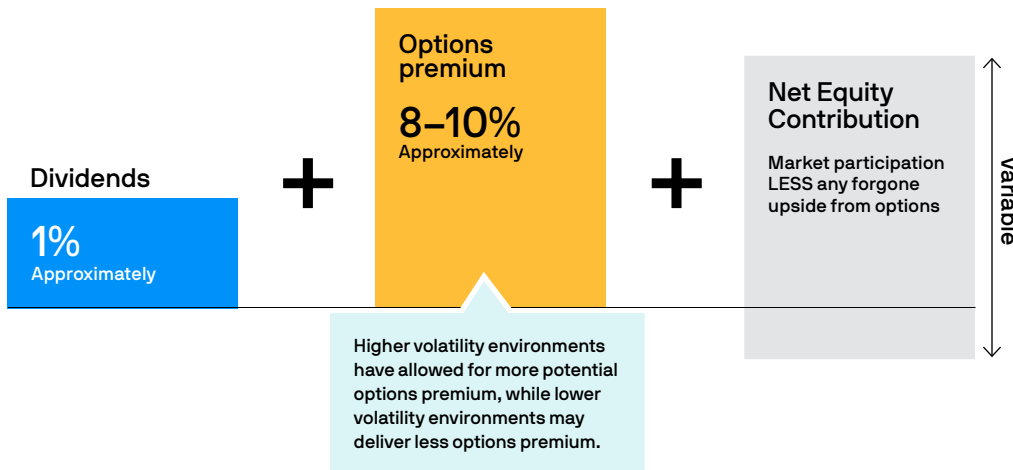 Dividends
1%
Approximately
+
Options
premium
8–10%
Approximately
+
Net Equity
Contribution
Market participation
LESS any forgone
upside from options
variable
Higher volatility environments
have allowed for more potential
options premium, while lower
volatility environments may
deliver less options premium.